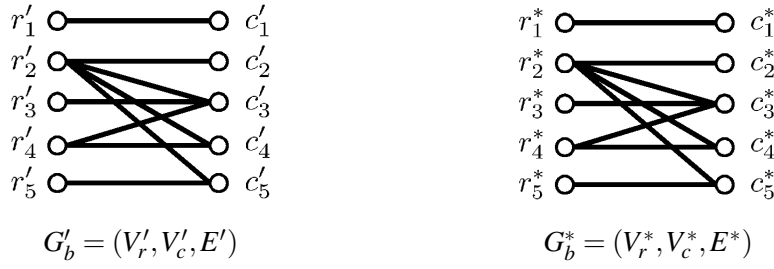 r′₁ c′₁ r*₁ c*₁
r′₂ c′₂ r*₂ c*₂
r′₃ c′₃ r*₃ c*₃
r′₄ c′₄ r*₄ c*₄
r′₅ c′₅ r*₅ c*₅
G′_b = (V′_r, V′_c, E′) G*_b = (V*_r, V*_c, E*)